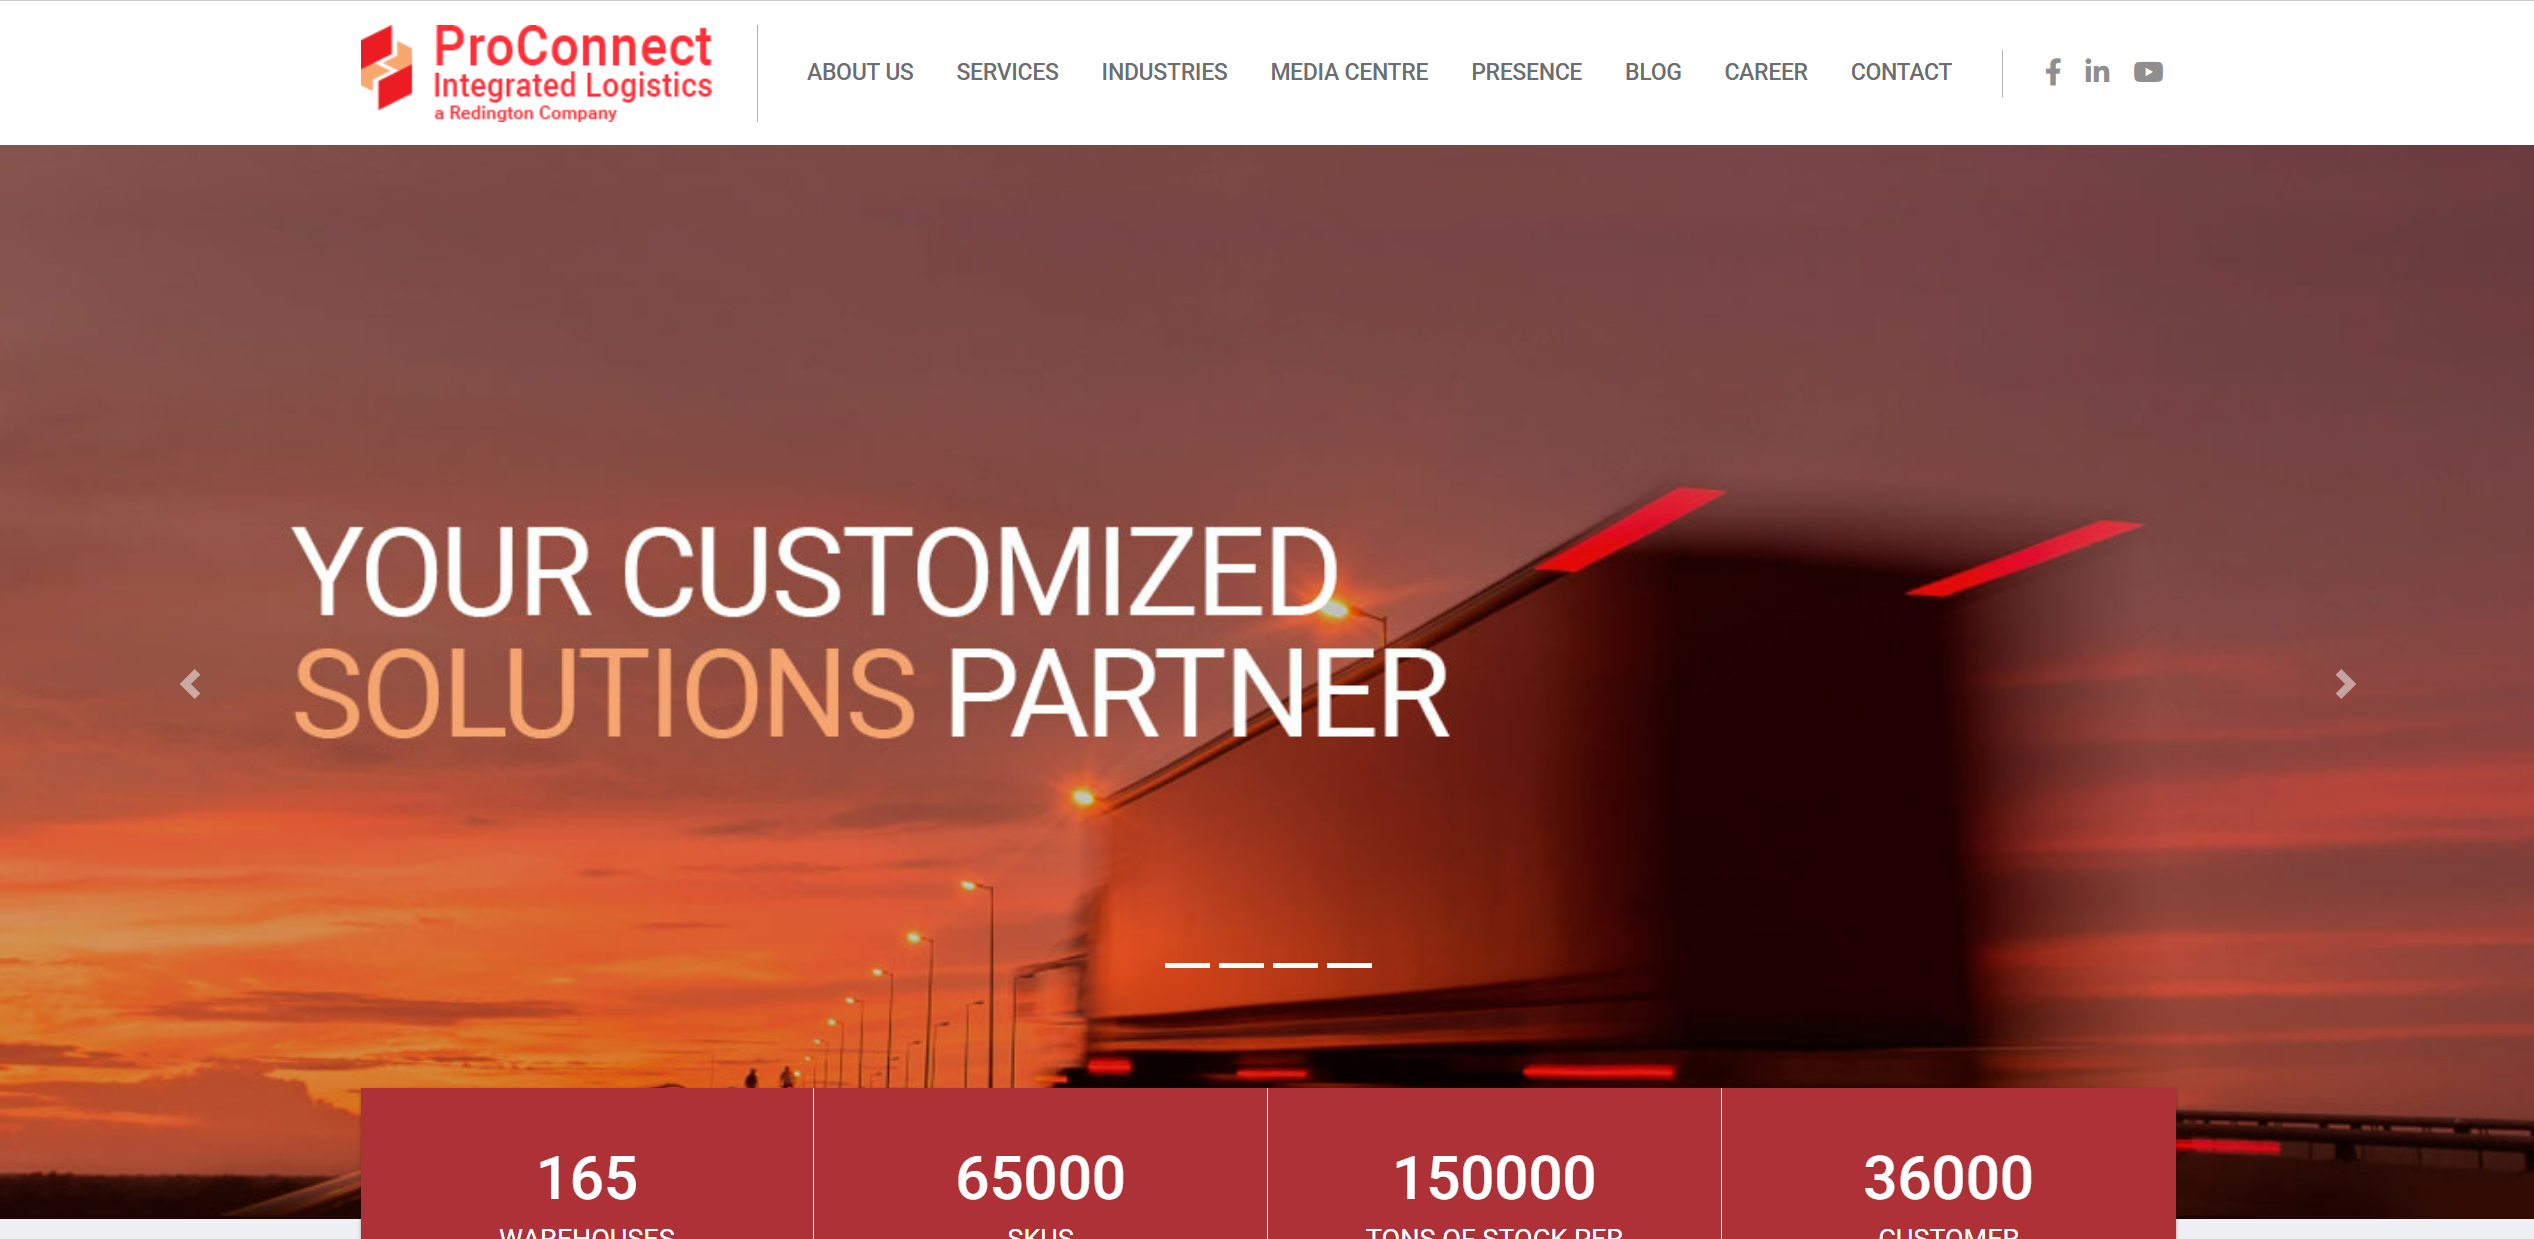 ProConnect
Integrated Logistics
a Redington Company
ABOUT US SERVICES INDUSTRIES MEDIA CENTRE PRESENCE BLOG CAREER CONTACT
YOUR CUSTOMIZED
SOLUTIONS PARTNER
165 65000 150000 36000
WAREHOUSES SKUS TONS OF STOCK PER CUSTOMER